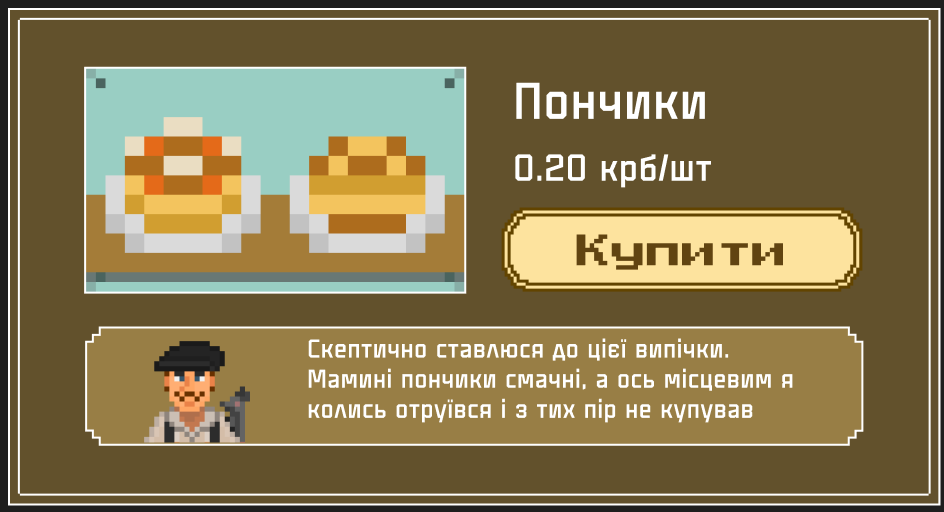 Пончики
0.20 крб/шт
Купити
Скептично ставлюся до цієї випічки.
Мамині пончики смачні, а ось місцевим я
колись отруївся і з тих пір не купував